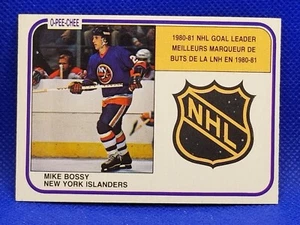 O-PEE-CHEE
1980-81 NHL GOAL LEADER
MEILLEURS MARQUEUR DE
BUTS DE LA LNH EN 1980-81
NHL
MIKE BOSSY
NEW YORK ISLANDERS